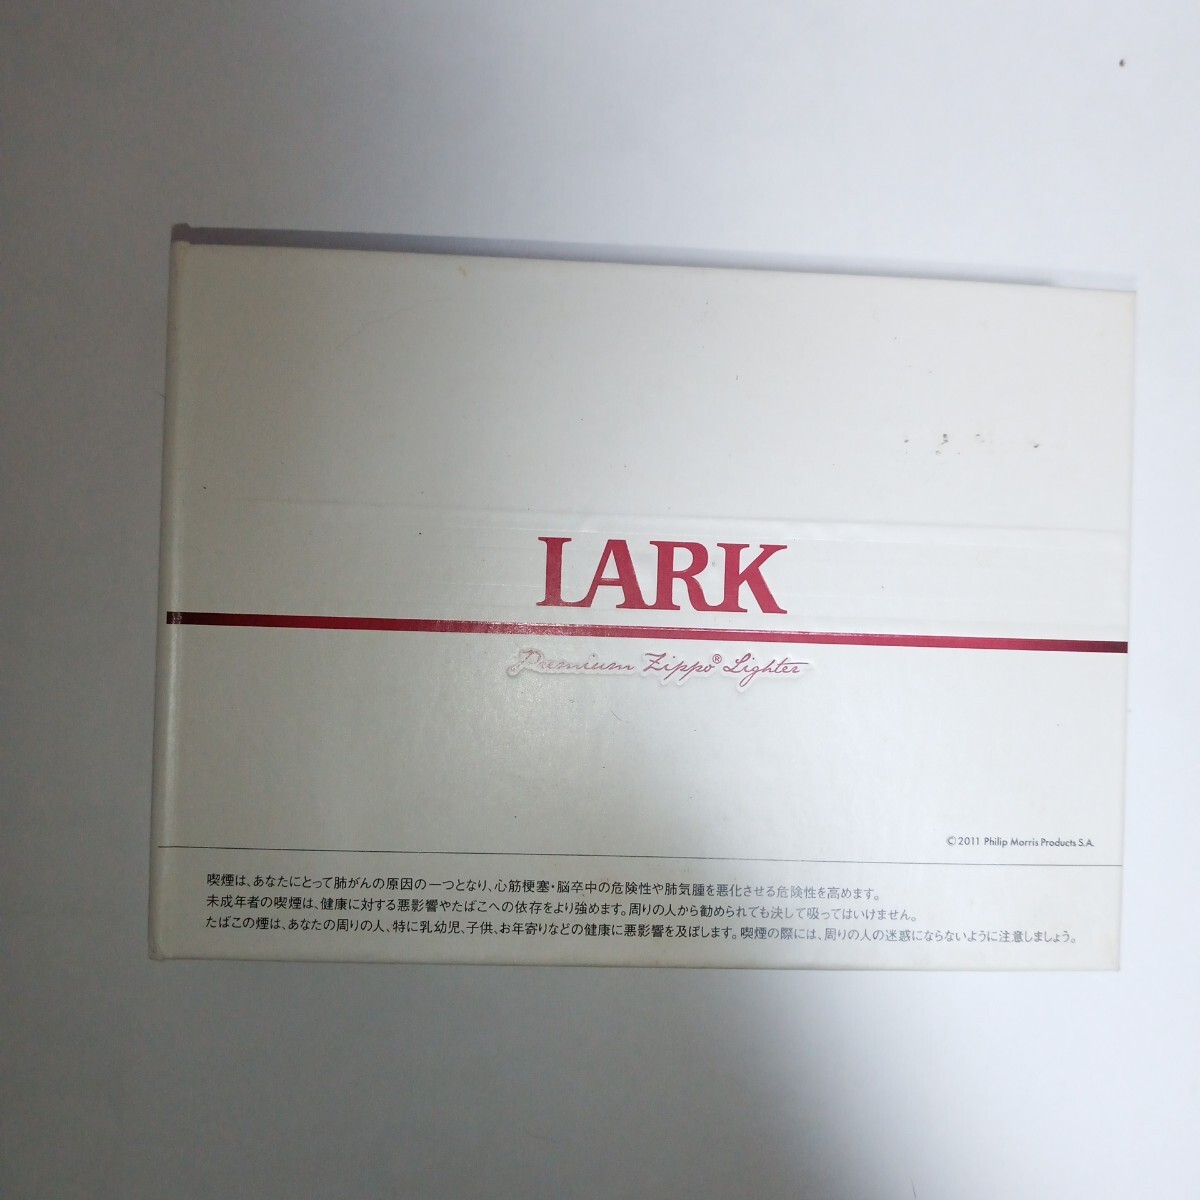 LARK
Premium Zippo® Lighter
©2011 Philip Morris Products S.A.
喫煙は、あなたにとって肺がんの原因の一つとなり、心筋梗塞・脳卒中の危険性や肺気腫を悪化させる危険性を高めます。
未成年者の喫煙は、健康に対する悪影響やたばこへの依存をより強めます。周りの人から勧められても決して吸ってはいけません。
たばこの煙は、あなたの周りの人、特に乳幼児、子供、お年寄りなどの健康に悪影響を及ぼします。喫煙の際には、周りの人の迷惑にならないように注意しましょう。